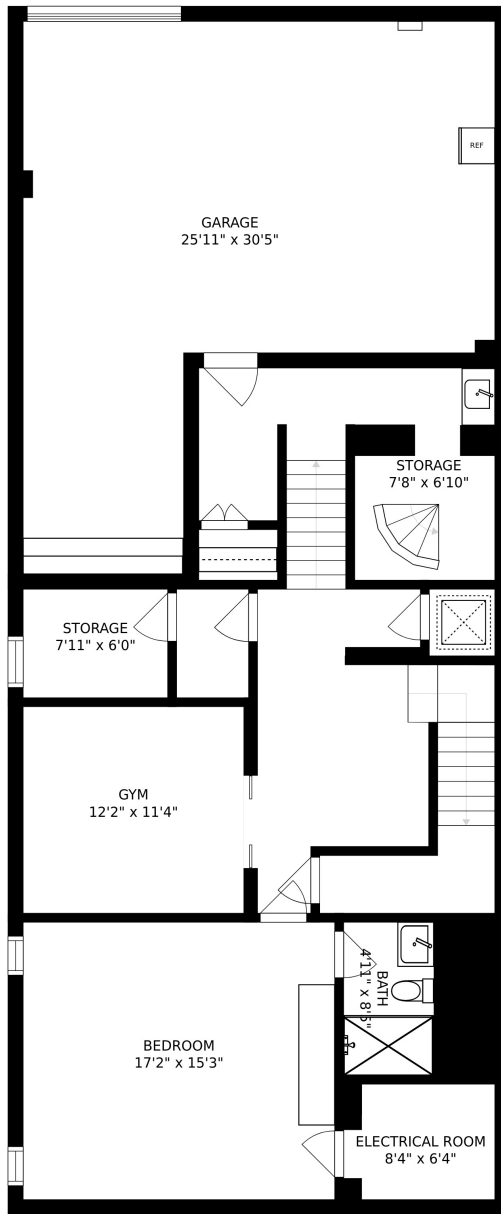 REF
GARAGE
25'11" x 30'5"
STORAGE
7'8" x 6'10"
STORAGE
7'11" x 6'0"
GYM
12'2" x 11'4"
BATH
4'11" x 8'5"
BEDROOM
17'2" x 15'3"
ELECTRICAL ROOM
8'4" x 6'4"